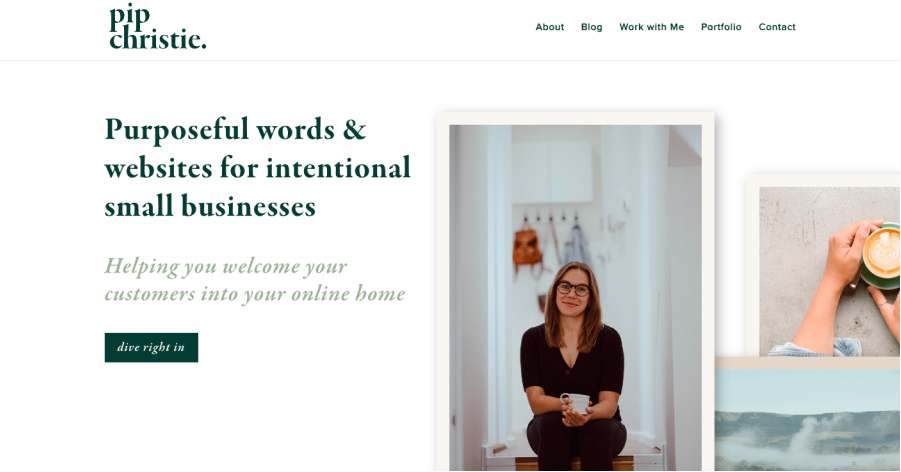 pip
christie.
About Blog Work with Me Portfolio Contact
Purposeful words &
websites for intentional
small businesses
Helping you welcome your
customers into your online home
dive right in